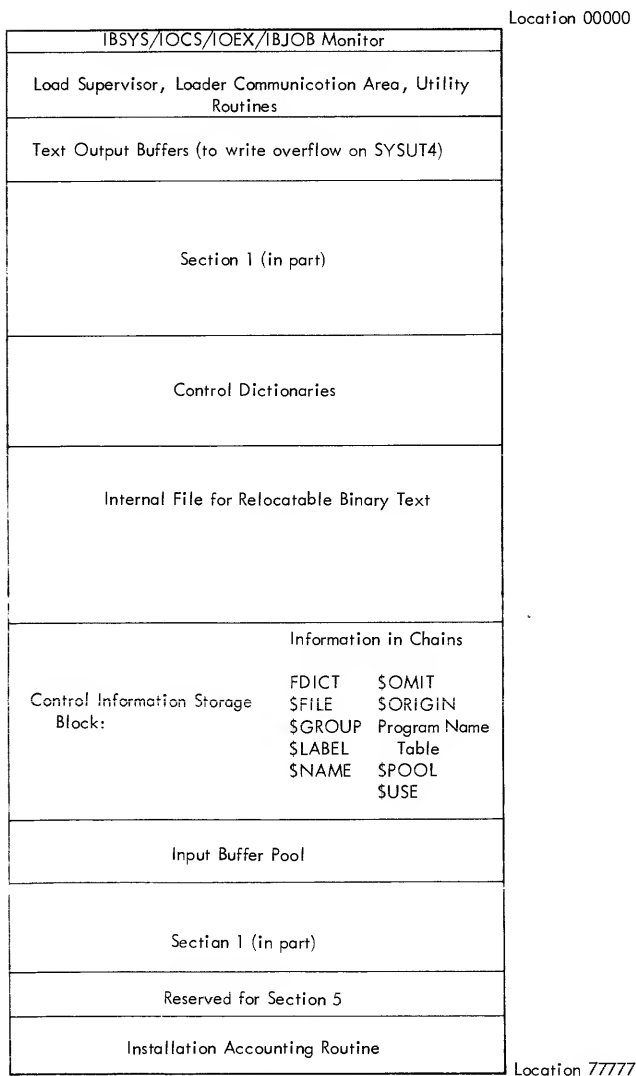 Location 00000
IBSYS/IOCS/IOEX/IBJOB Monitor
Load Supervisor, Loader Communicotion Area, Utility
Routines
Text Output Buffers (to write overflow on SYSUT4)
Section 1 (in part)
Control Dictionaries
Internal File for Relocatable Binary Text
Control Information Storage
Block:
Information in Chains
FDICT $OMIT
$FILE $ORIGIN
$GROUP Program Name
$LABEL Table
$NAME $POOL
$USE
Input Buffer Pool
Section 1 (in part)
Reserved for Section 5
Installation Accounting Routine
Location 77777